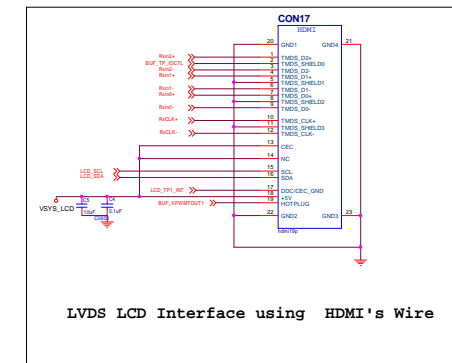 CON17
HDMI
20 GND1 GND4 21
Rxin2+ 1 TMDS_D2+
BUF_TP_IOCTL 2 TMDS_SHIELD0
Rxin2- 3 TMDS_D2-
Rxin1+ 4 TMDS_D1+
5 TMDS_SHIELD1
Rxin1- 6 TMDS_D1-
Rxin0+ 7 TMDS_D0+
8 TMDS_SHIELD2
Rxin0- 9 TMDS_D0-
RxCLK+ 10 TMDS_CLK+
11 TMDS_SHIELD3
RxCLK- 12 TMDS_CLK-
13 CEC
14 NC
LCD_SCL 15 SCL
LCD_SDA 16 SDA
LCD_TP1_INT 17 DDC/CEC_GND
18 +5V
BUF_XPWMTOUT1 19 HOTPLUG
22 GND2 GND3 23
hdmi19p
VSYS_LCD
C5
10uF
C4
0.1uF
C0603
LVDS LCD Interface using HDMI's Wire